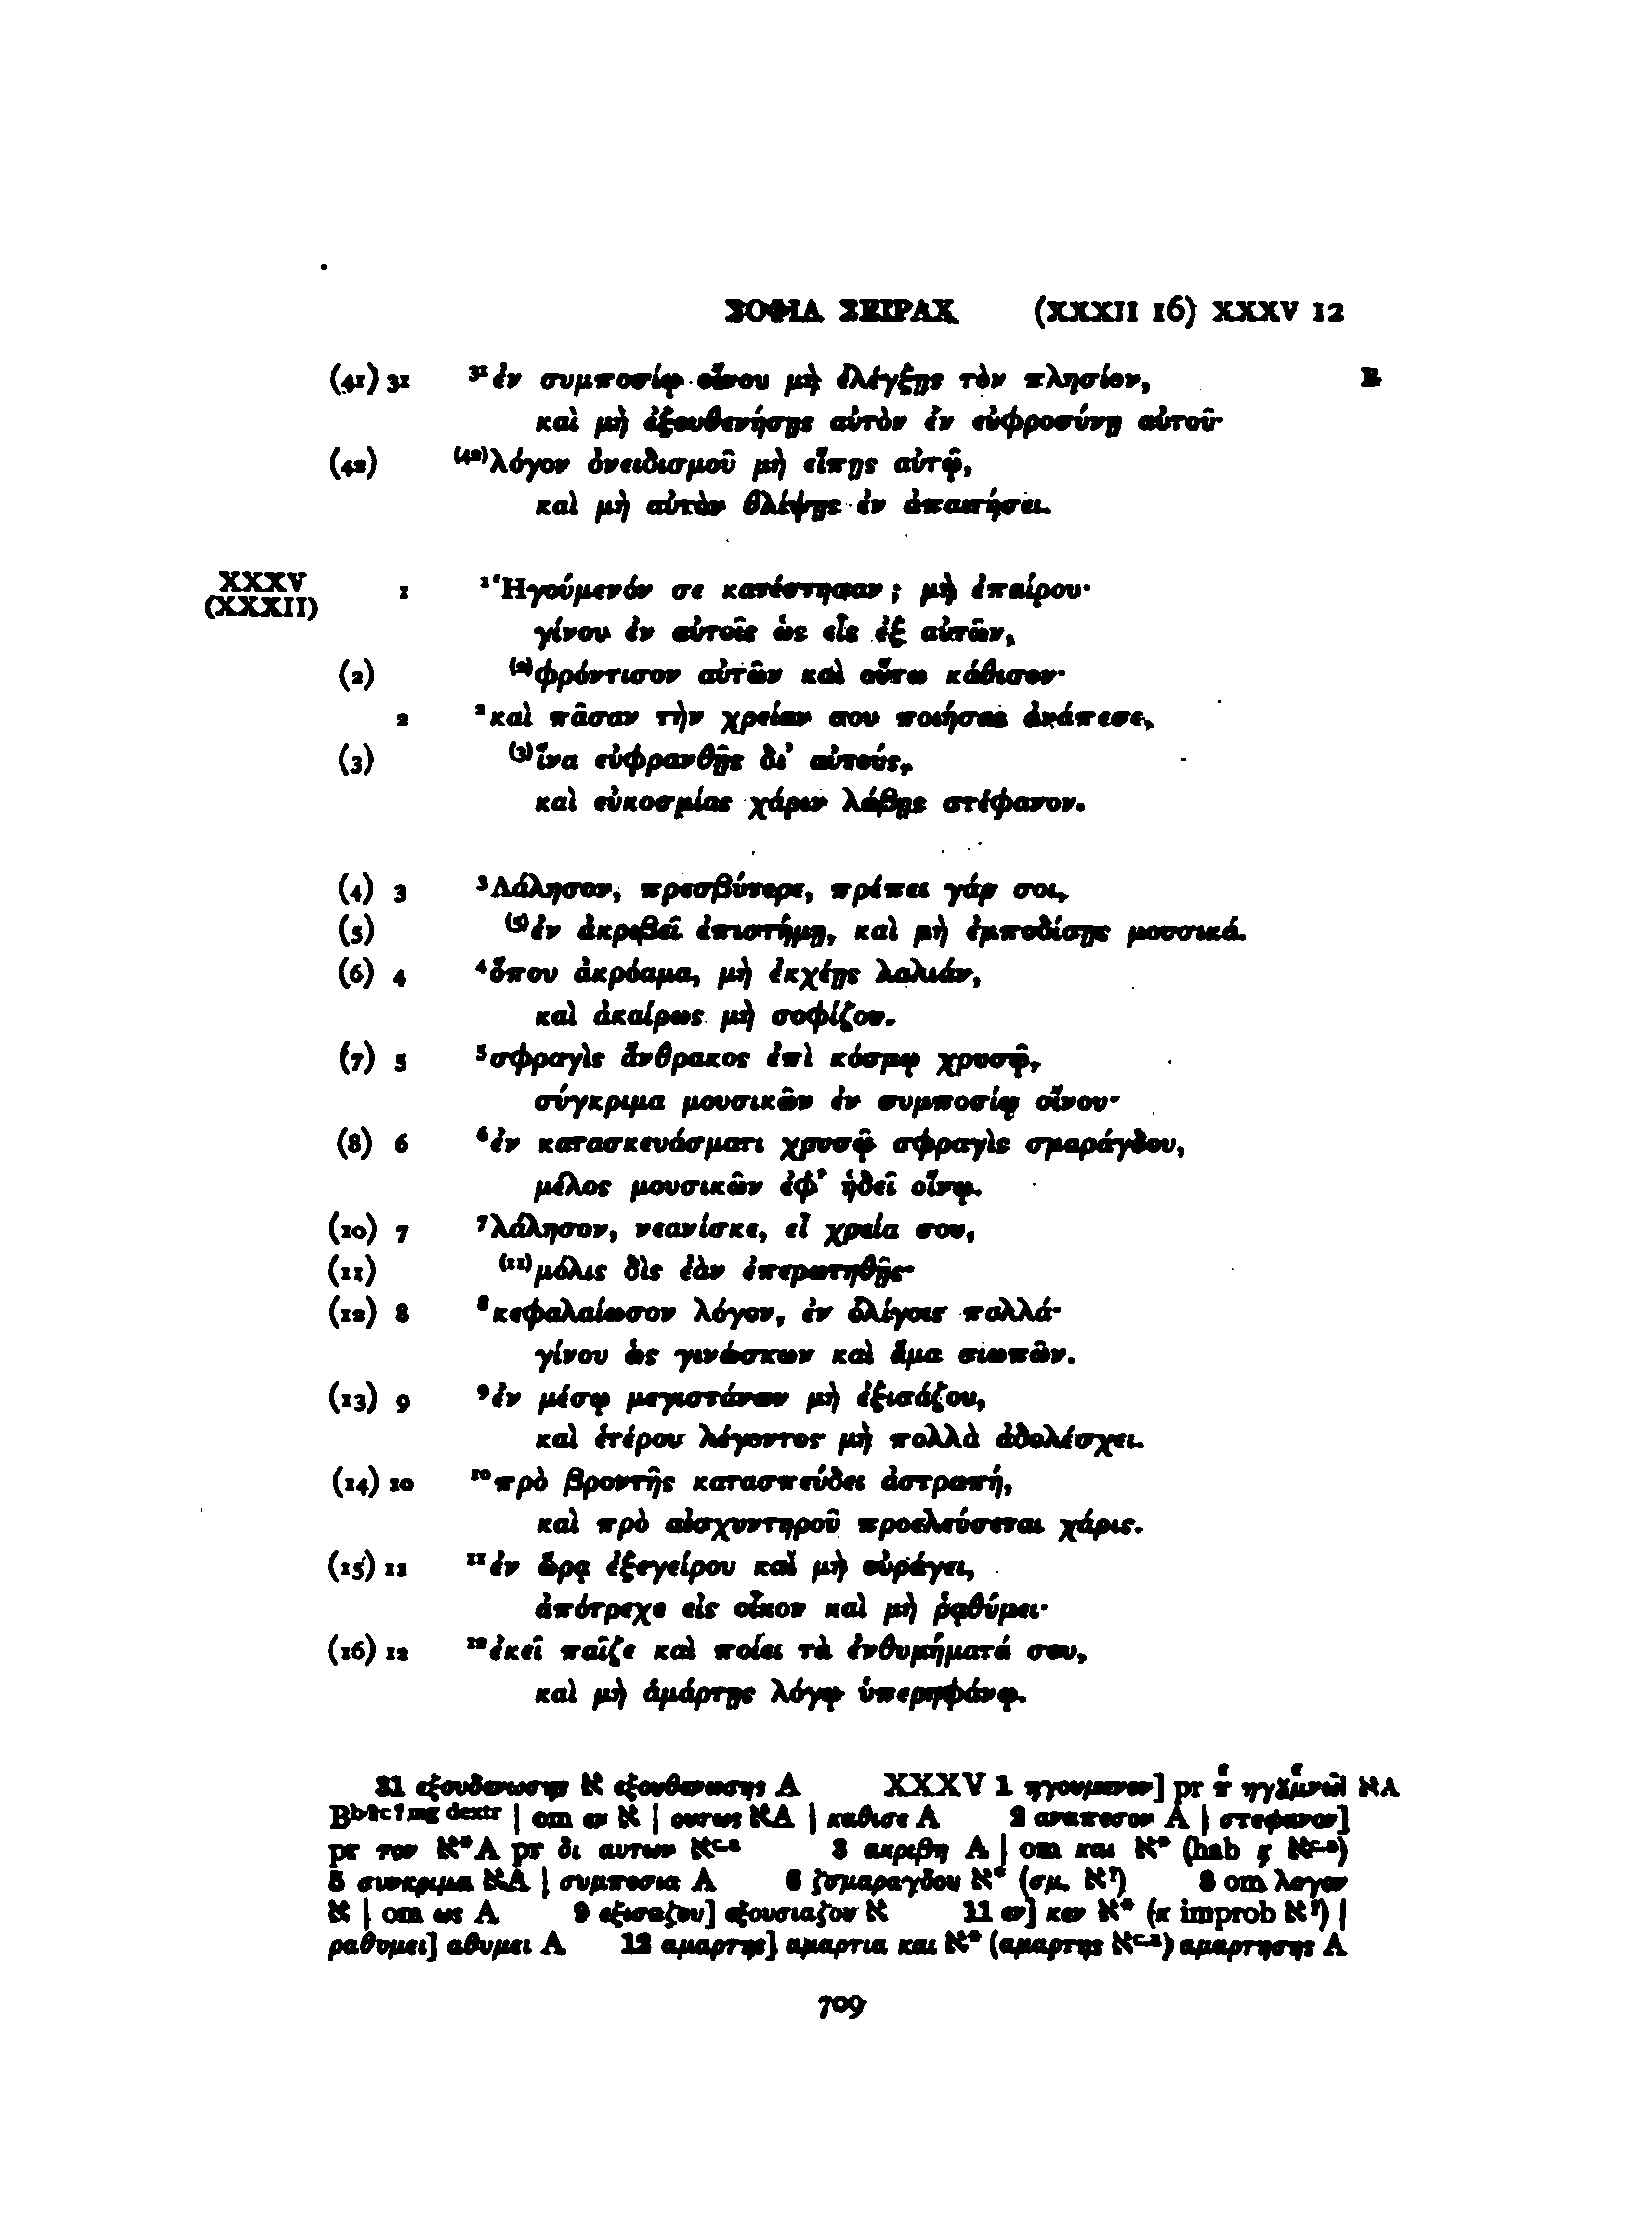 ΣΟΦΙΑ ΣΕΙΡΑΧ (XXXII 16) XXXV 12
(41) 31 ³¹ἐν συμποσίῳ οἴνου μὴ ἐλέγξῃς τὸν πλησίον, B
καὶ μὴ ἐξουθενήσῃς αὐτὸν ἐν εὐφροσύνῃ αὐτοῦ·
(42) ⁽⁴²⁾λόγον ὀνειδισμοῦ μὴ εἴπῃς αὐτῷ,
καὶ μὴ αὐτὸν θλίψῃς ἐν ἀπαιτήσει.
XXXV (XXXII) 1 ¹Ἡγούμενόν σε κατέστησαν; μὴ ἐπαίρου·
γίνου ἐν αὐτοῖς ὡς εἷς ἐξ αὐτῶν,
(2) ⁽²⁾φρόντισον αὐτῶν καὶ οὕτω κάθισον·
2 ²καὶ πᾶσαν τὴν χρείαν σου ποιήσας ἀνάπεσε,
(3) ⁽³⁾ἵνα εὐφρανθῇς δι' αὐτούς,
καὶ εὐκοσμίας χάριν λάβῃς στέφανον.
(4) 3 ³Λάλησον, πρεσβύτερε, πρέπει γάρ σοι,
(5) ⁽⁵⁾ἐν ἀκριβεῖ ἐπιστήμῃ, καὶ μὴ ἐμποδίσῃς μουσικά.
(6) 4 ⁴ὅπου ἀκρόαμα, μὴ ἐκχέῃς λαλιάν,
καὶ ἀκαίρως μὴ σοφίζου.
(7) 5 ⁵σφραγὶς ἄνθρακος ἐπὶ κόσμῳ χρυσῷ,
σύγκριμα μουσικῶν ἐν συμποσίῳ οἴνου·
(8) 6 ⁶ἐν κατασκευάσματι χρυσῷ σφραγὶς σμαράγδου,
μέλος μουσικῶν ἐφ' ἡδεῖ οἴνῳ.
(10) 7 ⁷λάλησον, νεανίσκε, εἰ χρεία σου,
(11) ⁽¹¹⁾μόλις δὶς ἐὰν ἐπερωτηθῇς·
(12) 8 ⁸κεφαλαίωσον λόγον, ἐν ὀλίγοις πολλά·
γίνου ὡς γινώσκων καὶ ἅμα σιωπῶν.
(13) 9 ⁹ἐν μέσῳ μεγιστάνων μὴ ἐξισάζου,
καὶ ἑτέρου λέγοντος μὴ πολλὰ ἀδολέσχει.
(14) 10 ¹⁰πρὸ βροντῆς κατασπεύδει ἀστραπή,
καὶ πρὸ αἰσχυντηροῦ προελεύσεται χάρις.
(15) 11 ¹¹ἐν ὥρᾳ ἐξεγείρου καὶ μὴ οὐράγει,
ἀπότρεχε εἰς οἶκον καὶ μὴ ῥᾳθύμει·
(16) 12 ¹²ἐκεῖ παῖζε καὶ ποίει τὰ ἐνθυμήματά σου,
καὶ μὴ ἁμάρτῃς λόγῳ ὑπερηφάνῳ.
31 εξουδενωσης א εξουθενωσης A XXXV 1 ηγουμενον] pr אA
Bᵇˡᶜ ᵐᵍ ᵈᵉˣᵗʳ | om εν א | ουτως אA | καθισε A 2 αναπεσον A | στεφανον]
pr τον א*A pr δι αυτων אᶜ·ᵃ 3 ακριβη A | om και א* (hab ϗ אᶜ·ᵃ)
5 συνκριμα אA | συμποσια A 6 ζσμαραγδου א* (σμ. א?) 8 om λογον
א | om ως A 9 εξισαζου] εξουσιαζου א 11 εν] κεν א* (κ improb א?) |
ραθυμει] αθυμει A 12 αμαρτης] αμαρτια και א* (αμαρτης אᶜ·ᵃ) αμαρτησης A
709